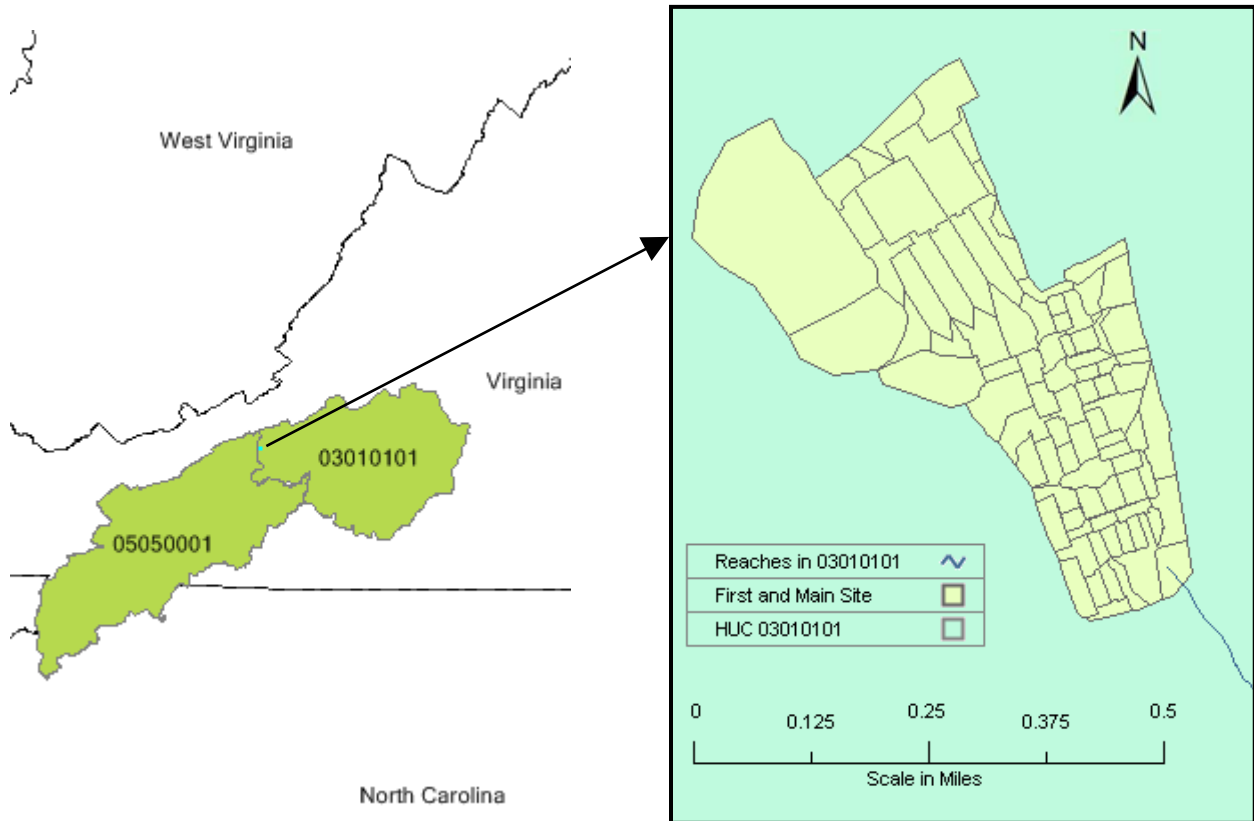 West Virginia
Virginia
03010101
05050001
North Carolina
N
Reaches in 03010101
First and Main Site
HUC 03010101
0 0.125 0.25 0.375 0.5
Scale in Miles